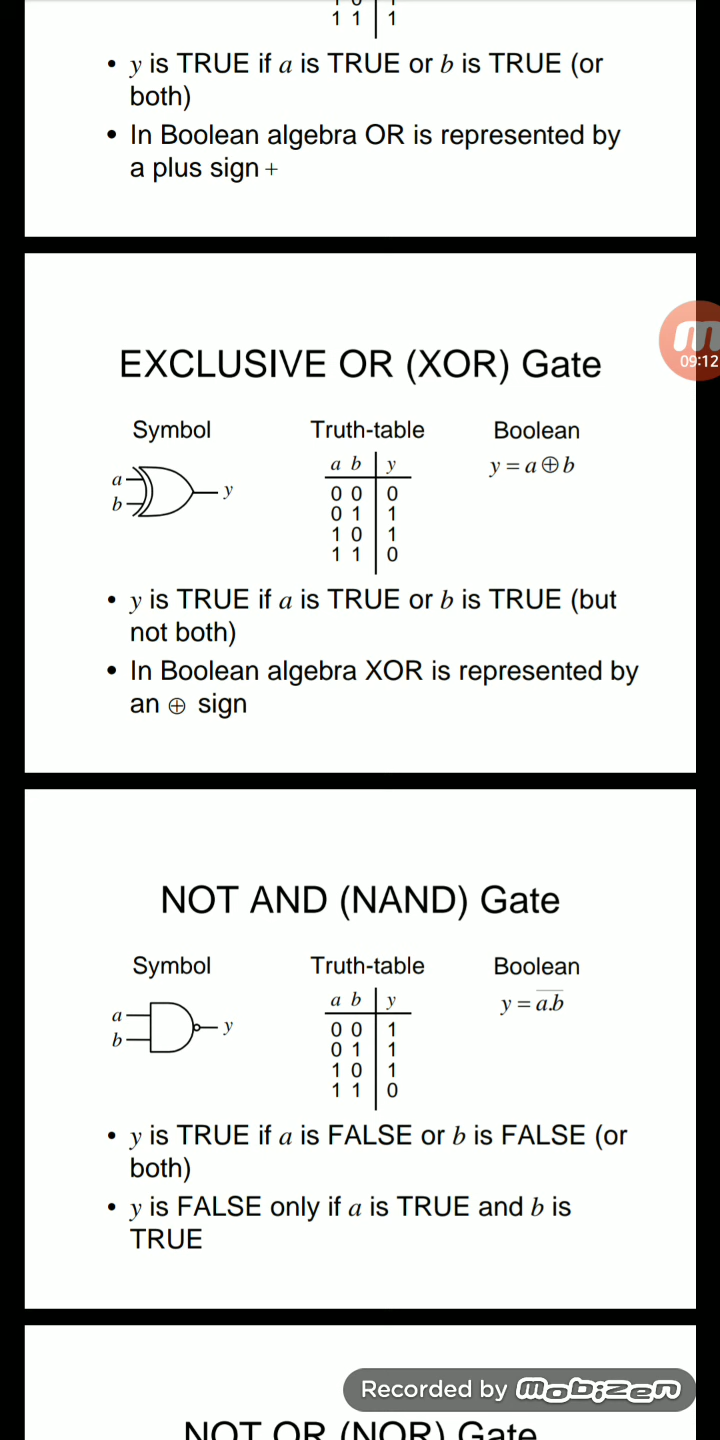 1 1 1
• y is TRUE if a is TRUE or b is TRUE (or
both)
• In Boolean algebra OR is represented by
a plus sign +
EXCLUSIVE OR (XOR) Gate
Symbol Truth-table Boolean
a b y
y = a ⊕ b
a
b
y
0 0 0
0 1 1
1 0 1
1 1 0
• y is TRUE if a is TRUE or b is TRUE (but
not both)
• In Boolean algebra XOR is represented by
an ⊕ sign
NOT AND (NAND) Gate
Symbol Truth-table Boolean
a b y
y = a̅.̅b̅
a
b
y
0 0 1
0 1 1
1 0 1
1 1 0
• y is TRUE if a is FALSE or b is FALSE (or
both)
• y is FALSE only if a is TRUE and b is
TRUE
NOT OR (NOR) Gate
m
09:12
Recorded by mobizen